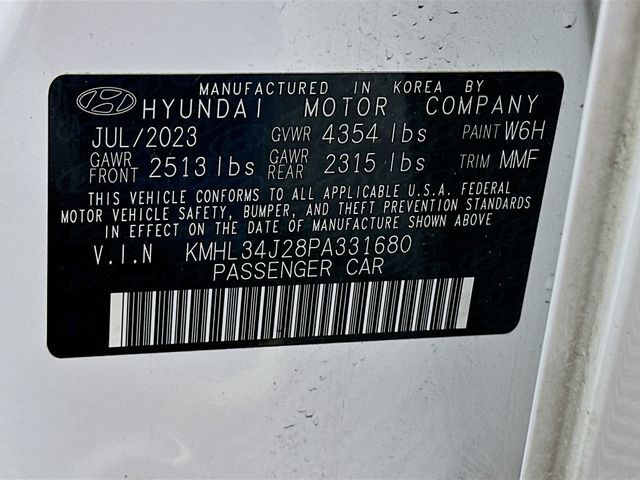 MANUFACTURED IN KOREA BY
HYUNDAI MOTOR COMPANY
JUL/2023 GVWR 4354 lbs PAINT W6H
GAWR FRONT 2513 lbs GAWR REAR 2315 lbs TRIM MMF
THIS VEHICLE CONFORMS TO ALL APPLICABLE U.S.A. FEDERAL
MOTOR VEHICLE SAFETY, BUMPER, AND THEFT PREVENTION STANDARDS
IN EFFECT ON THE DATE OF MANUFACTURE SHOWN ABOVE
V.I.N KMHL34J28PA331680
PASSENGER CAR